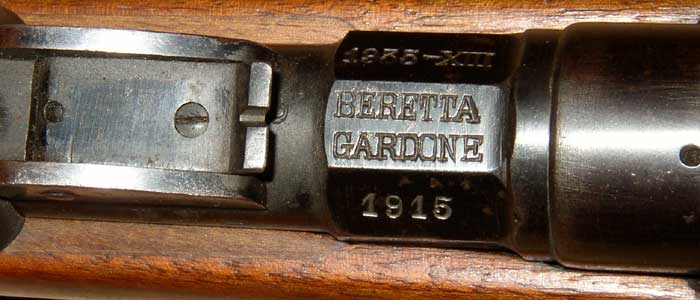 1935-XIII
BERETTA
GARDONE
1915